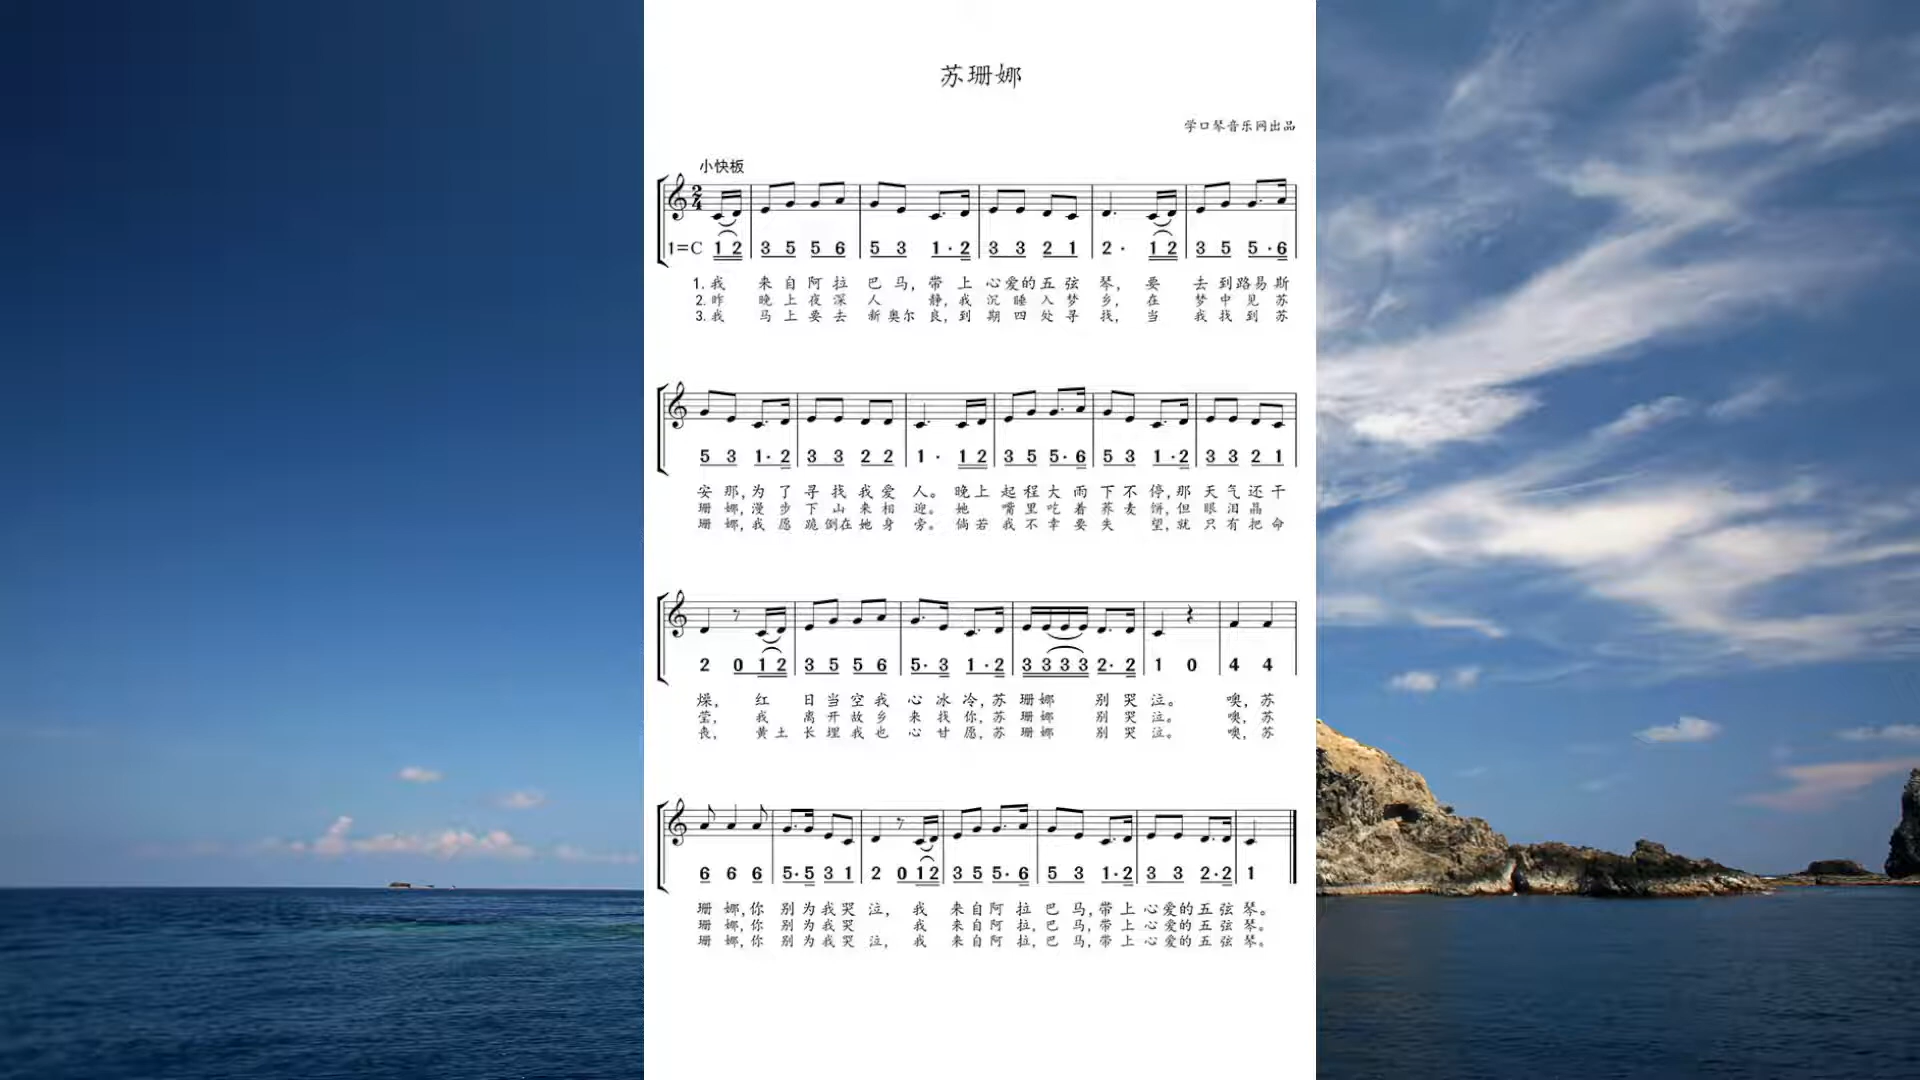 苏珊娜
学口琴音乐网出品
小快板
1=C 1 2 3 5 5 6 5 3 1· 2 3 3 2 1 2· 1 2 3 5 5· 6
1.我 来自阿拉巴马,带上心爱的五弦琴,要 去到路易斯
2.昨 晚上夜深人 静,我沉睡入梦乡,在 梦中见苏
3.我 马上要去新奥尔良,到期四处寻找,当 我找到苏
5 3 1· 2 3 3 2 2 1· 1 2 3 5 5· 6 5 3 1· 2 3 3 2 1
安那,为了寻找我爱人。晚上起程大雨下不停,那天气还干
珊娜,漫步下山来相迎。她 嘴里吃着荞麦饼,但眼泪晶
珊娜,我愿跪倒在她身旁。倘若我不幸要失 望,就只有把命
2 0 1 2 3 5 5 6 5· 3 1· 2 3 3 3 3 2· 2 1 0 4 4
燥, 红 日当空我心冰冷,苏珊娜 别哭泣。 噢,苏
莹, 我 离开故乡来找你,苏珊娜 别哭泣。 噢,苏
丧, 黄土长埋我也心甘愿,苏珊娜 别哭泣。 噢,苏
6 6 6 5· 5 3 1 2 0 1 2 3 5 5· 6 5 3 1· 2 3 3 2· 2 1
珊娜,你别为我哭泣, 我 来自阿拉巴马,带上心爱的五弦琴。
珊娜,你别为我哭 我 来自阿拉,巴马,带上心爱的五弦琴。
珊娜,你别为我哭泣, 我 来自阿拉,巴马,带上心爱的五弦琴。